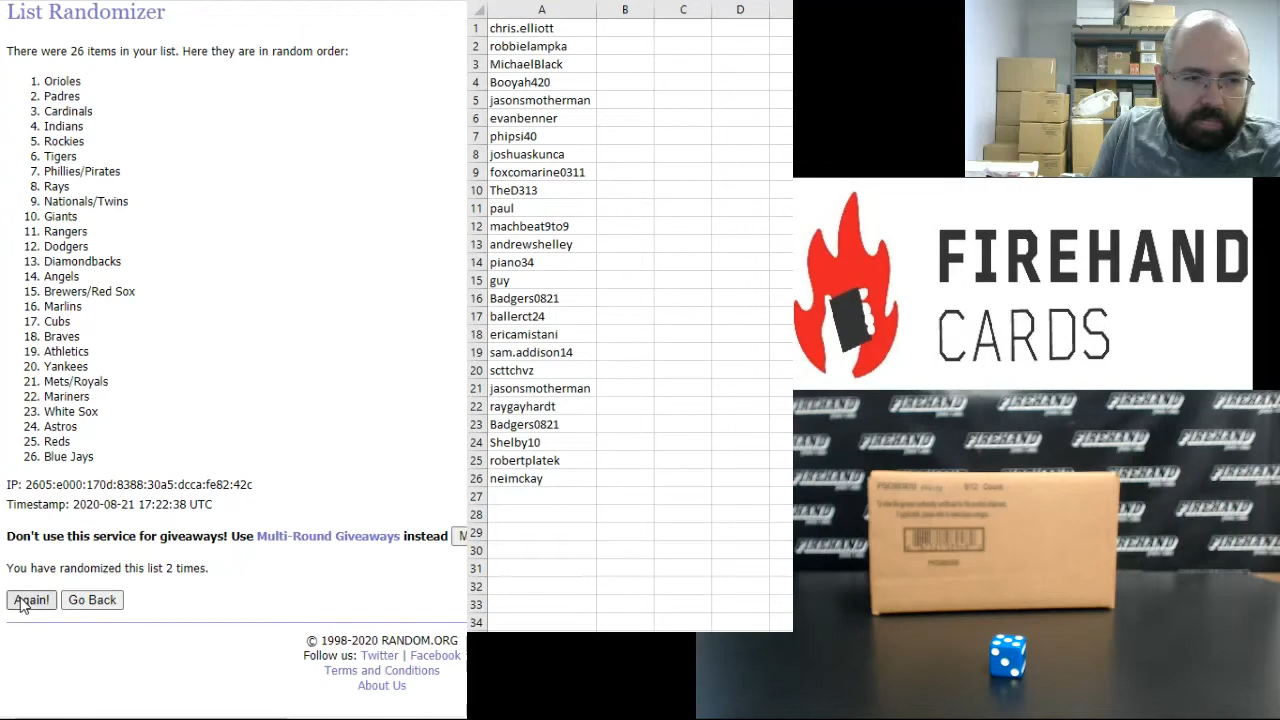 List Randomizer
There were 26 items in your list. Here they are in random order:
1. Orioles
2. Padres
3. Cardinals
4. Indians
5. Rockies
6. Tigers
7. Phillies/Pirates
8. Rays
9. Nationals/Twins
10. Giants
11. Rangers
12. Dodgers
13. Diamondbacks
14. Angels
15. Brewers/Red Sox
16. Marlins
17. Cubs
18. Braves
19. Athletics
20. Yankees
21. Mets/Royals
22. Mariners
23. White Sox
24. Astros
25. Reds
26. Blue Jays
IP: 2605:e000:170d:8388:30a5:dcca:fe82:42c
Timestamp: 2020-08-21 17:22:38 UTC
Don't use this service for giveaways! Use Multi-Round Giveaways instead M
You have randomized this list 2 times.
Again! Go Back
© 1998-2020 RANDOM.ORG
Follow us: Twitter | Facebook
Terms and Conditions
About Us
A B C D
1 chris.elliott
2 robbielampka
3 MichaelBlack
4 Booyah420
5 jasonsmotherman
6 evanbenner
7 phipsi40
8 joshuaskunca
9 foxcomarine0311
10 TheD313
11 paul
12 machbeat9to9
13 andrewshelley
14 piano34
15 guy
16 Badgers0821
17 ballerct24
18 ericamistani
19 sam.addison14
20 scttchvz
21 jasonsmotherman
22 raygayhardt
23 Badgers0821
24 Shelby10
25 robertplatek
26 neimckay
27
28
29
30
31
32
33
34
FIREHAND
CARDS
FIREHAND FIREHAND FIREHAND FIREHAND
FIREHAND FIREHAND FIREHAND